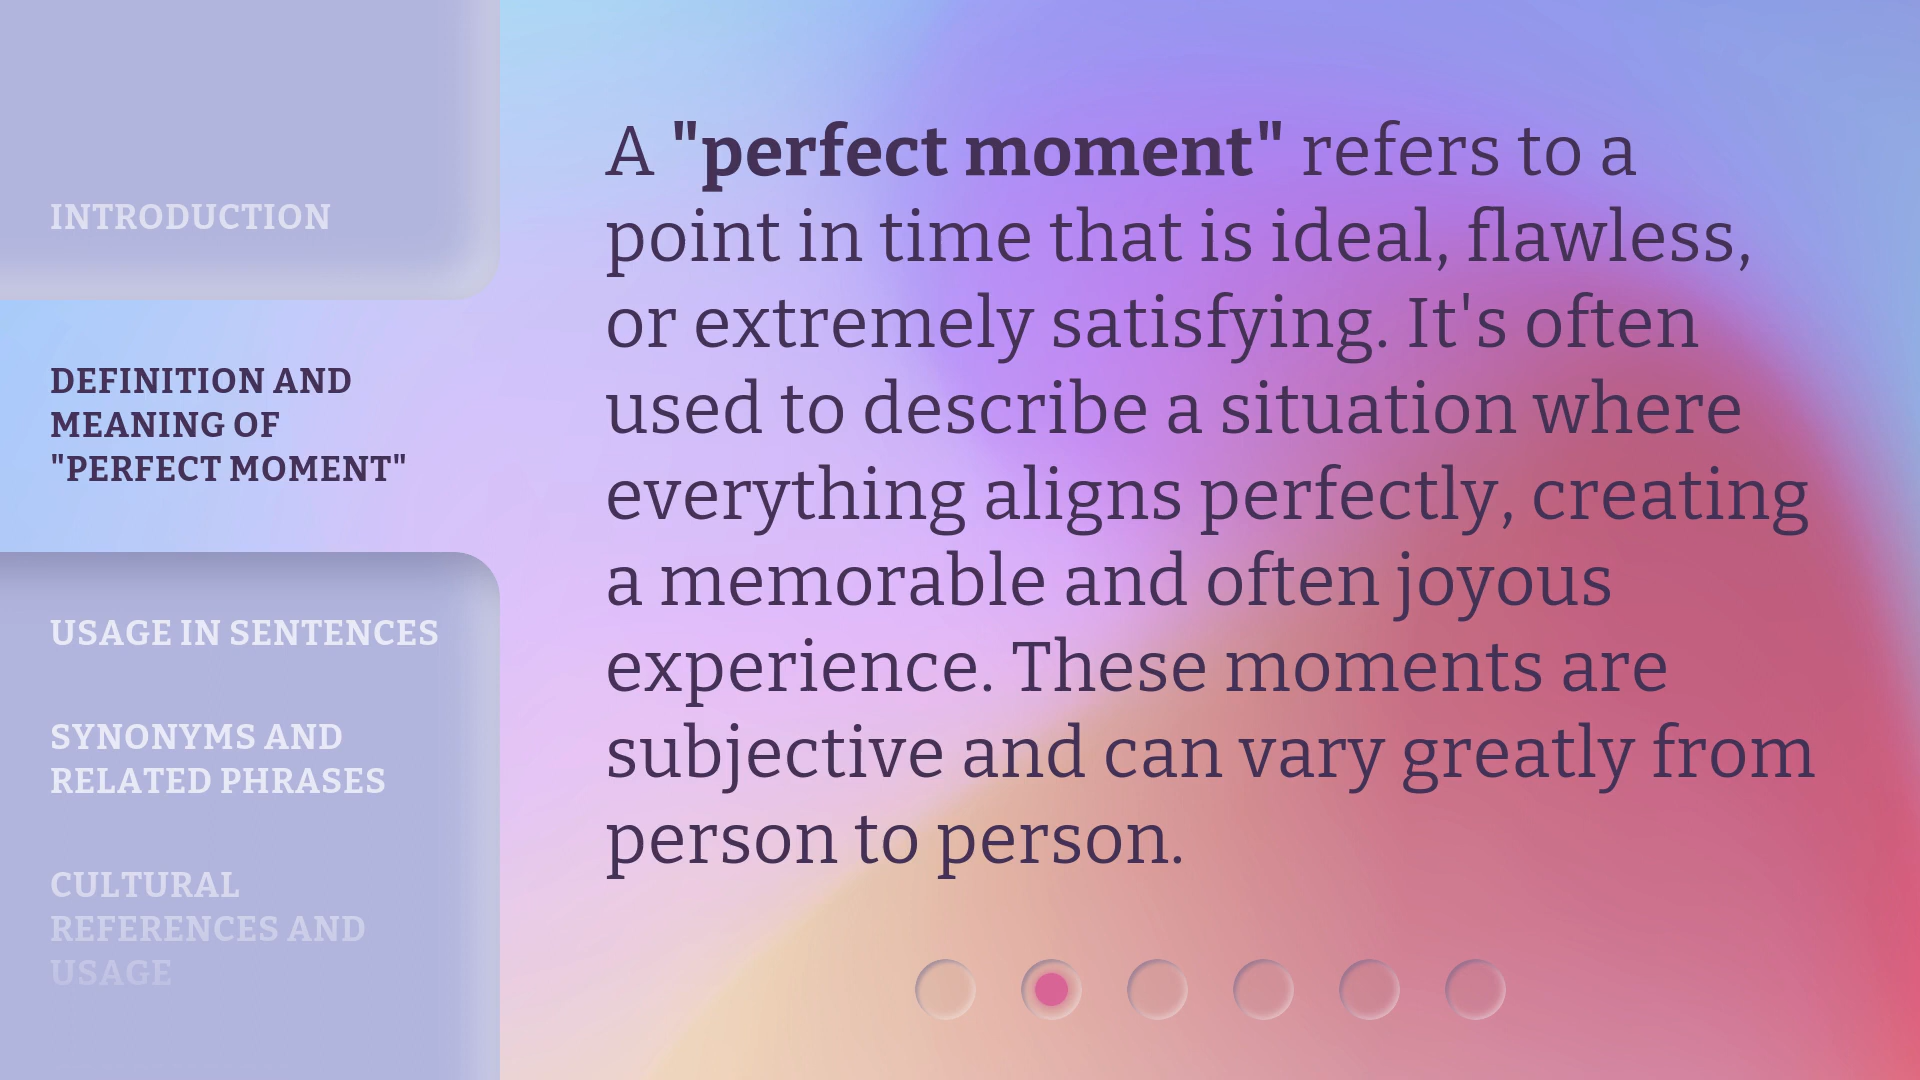 INTRODUCTION
DEFINITION AND
MEANING OF
"PERFECT MOMENT"
USAGE IN SENTENCES
SYNONYMS AND
RELATED PHRASES
CULTURAL
REFERENCES AND
USAGE
A "perfect moment" refers to a
point in time that is ideal, flawless,
or extremely satisfying. It's often
used to describe a situation where
everything aligns perfectly, creating
a memorable and often joyous
experience. These moments are
subjective and can vary greatly from
person to person.